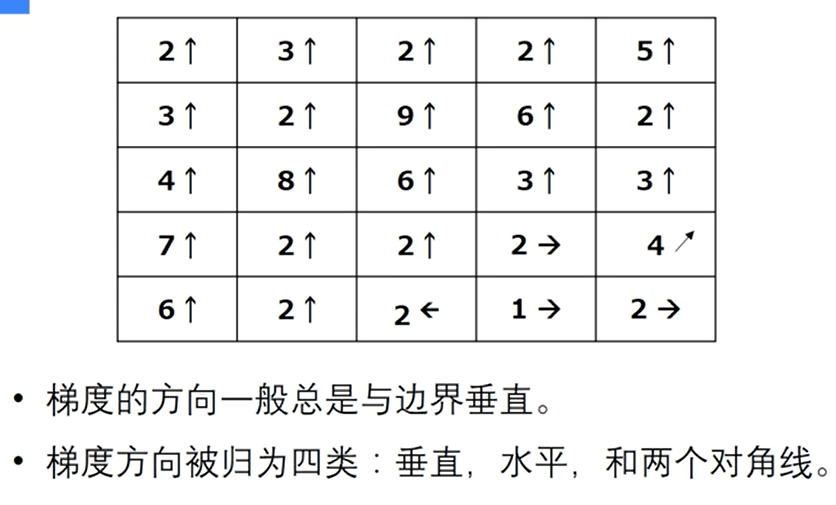 2↑ 3↑ 2↑ 2↑ 5↑
3↑ 2↑ 9↑ 6↑ 2↑
4↑ 8↑ 6↑ 3↑ 3↑
7↑ 2↑ 2↑ 2→ 4↗
6↑ 2↑ 2← 1→ 2→
• 梯度的方向一般总是与边界垂直。
• 梯度方向被归为四类：垂直，水平，和两个对角线。